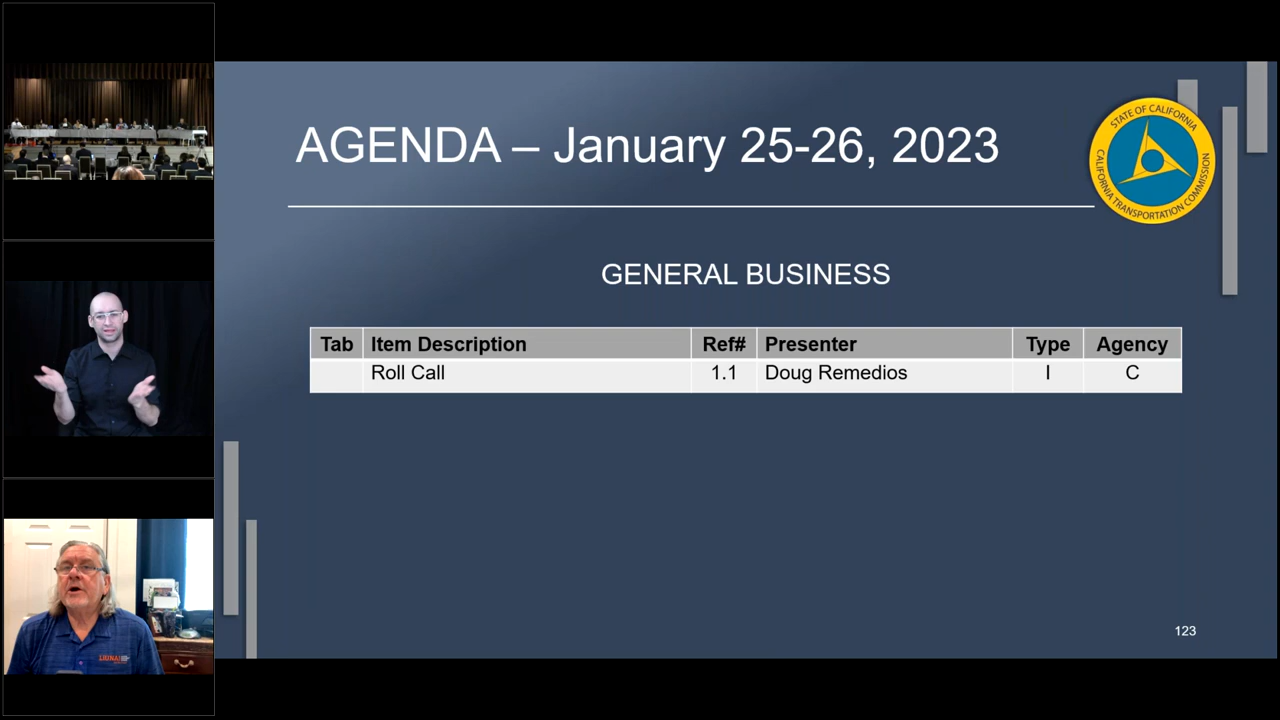 AGENDA – January 25-26, 2023
STATE OF CALIFORNIA
CALIFORNIA TRANSPORTATION COMMISSION
GENERAL BUSINESS
Tab Item Description Ref# Presenter Type Agency
Roll Call 1.1 Doug Remedios I C
LIUNA!
123